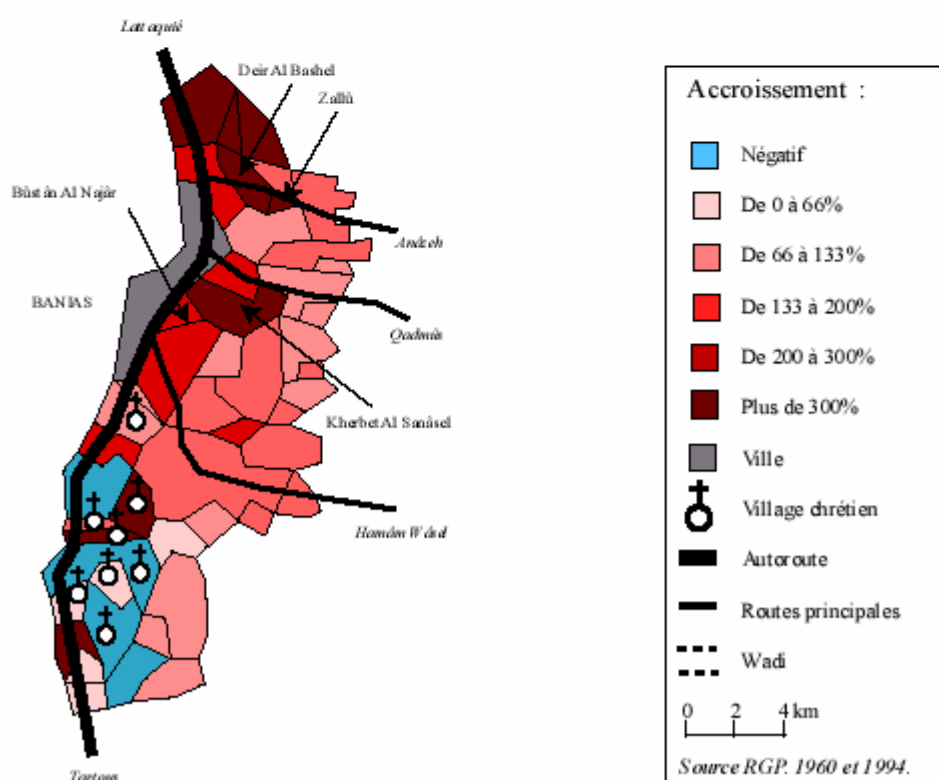 Lattaquié
Deir Al Bashel
Zallû
Bûstân Al Najâr
Andzeh
BANIAS
Qadmûs
Kherbet Al Sanâsel
Hamâm Wâsel
Tartous
Accroissement :
Négatif
De 0 à 66%
De 66 à 133%
De 133 à 200%
De 200 à 300%
Plus de 300%
Ville
Village chrétien
Autoroute
Routes principales
Wadi
0 2 4 km
Source RGP. 1960 et 1994.